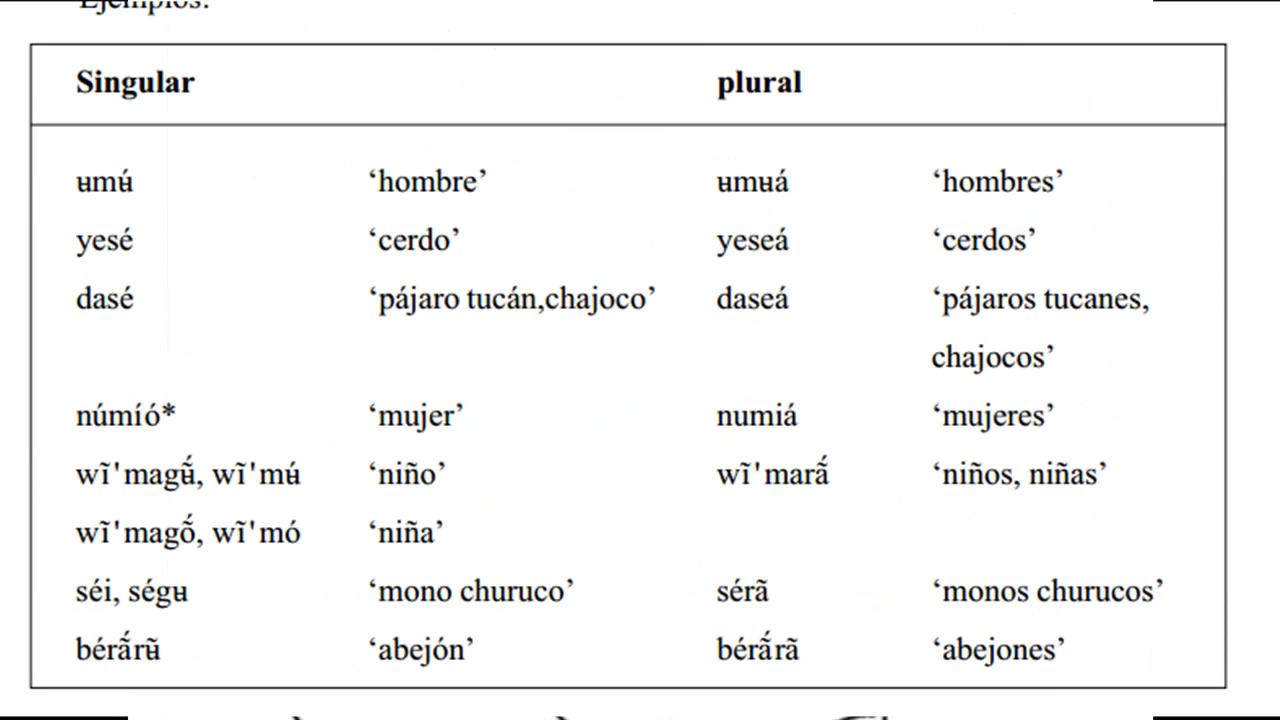 Ejemplos:
Singular plural
ʉmʉ́ ‘hombre’ ʉmʉá ‘hombres’
yesé ‘cerdo’ yeseá ‘cerdos’
dasé ‘pájaro tucán,chajoco’ daseá ‘pájaros tucanes,
chajocos’
númíó* ‘mujer’ numiá ‘mujeres’
wĩ'magʉ̃́, wĩ'mʉ́ ‘niño’ wĩ'marã́ ‘niños, niñas’
wĩ'magṍ, wĩ'mó ‘niña’
séi, ségʉ ‘mono churuco’ sérã ‘monos churucos’
bérã́rʉ̃ ‘abejón’ bérã́rã ‘abejones’